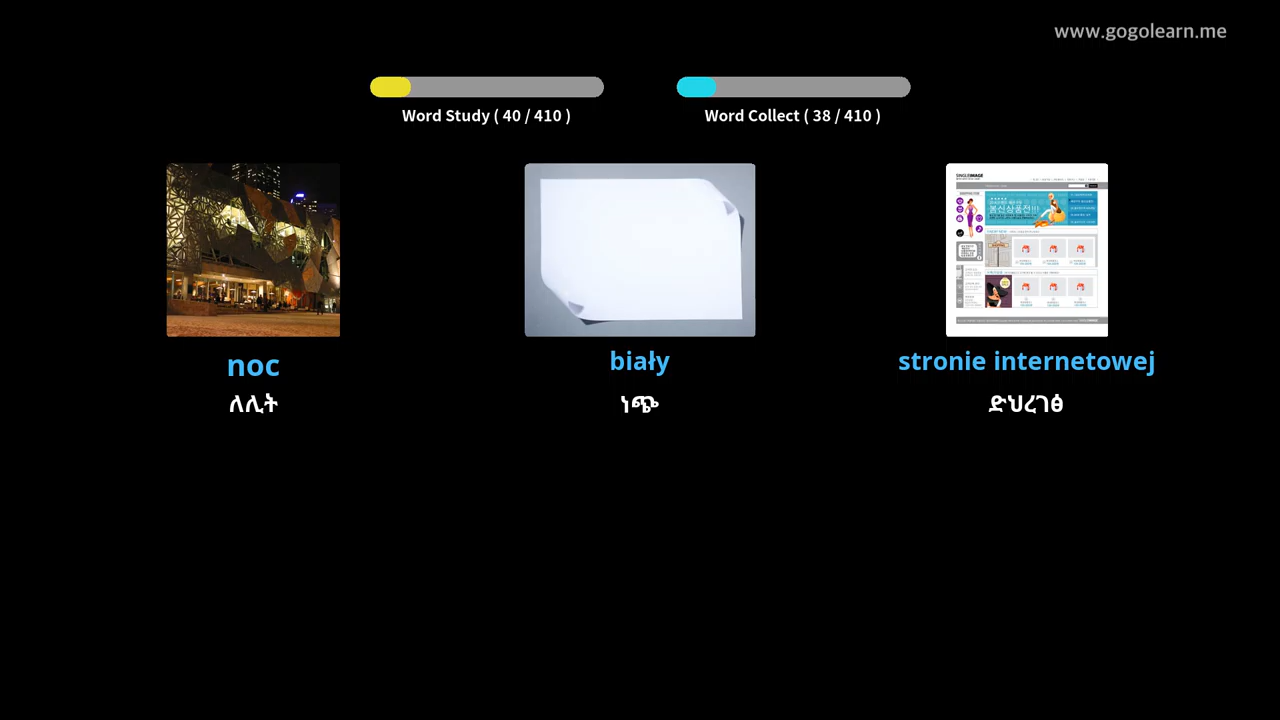 www.gogolearn.me
Word Study ( 40 / 410 )
Word Collect ( 38 / 410 )
noc
biały
stronie internetowej
ለሊት
ነጭ
ድህረገፅ